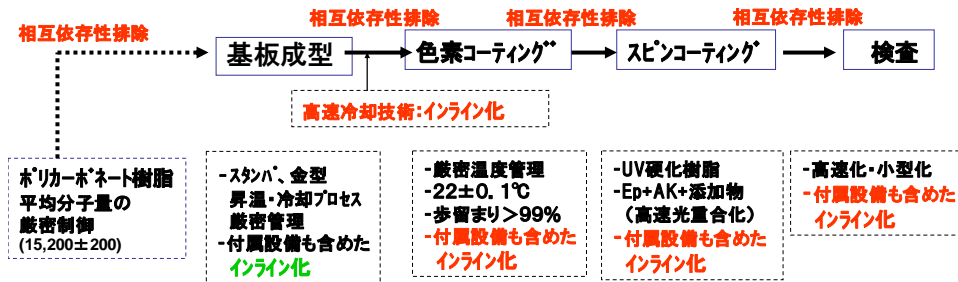 相互依存性排除
相互依存性排除
相互依存性排除
相互依存性排除
基板成型
色素コーティング
スピンコーティング
検査
高速冷却技術:インライン化
ポリカーボネート樹脂
平均分子量の
厳密制御
(15,200±200)
-スタンパ、金型
昇温・冷却プロセス
厳密管理
-付属設備も含めた
インライン化
-厳密温度管理
-22±0.1℃
-歩留まり>99%
-付属設備も含めた
インライン化
-UV硬化樹脂
-Ep+AK+添加物
(高速光重合化)
-付属設備も含めた
インライン化
-高速化・小型化
-付属設備も含めた
インライン化